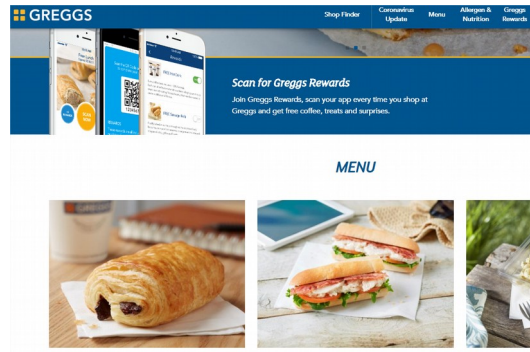 GREGGS
Shop Finder
Coronavirus
Update
Menu
Allergen &
Nutrition
Greggs
Rewards
Scan for Greggs Rewards
Join Greggs Rewards, scan your app every time you shop at
Greggs and get free coffee, treats and surprises.
MENU
GREGGS